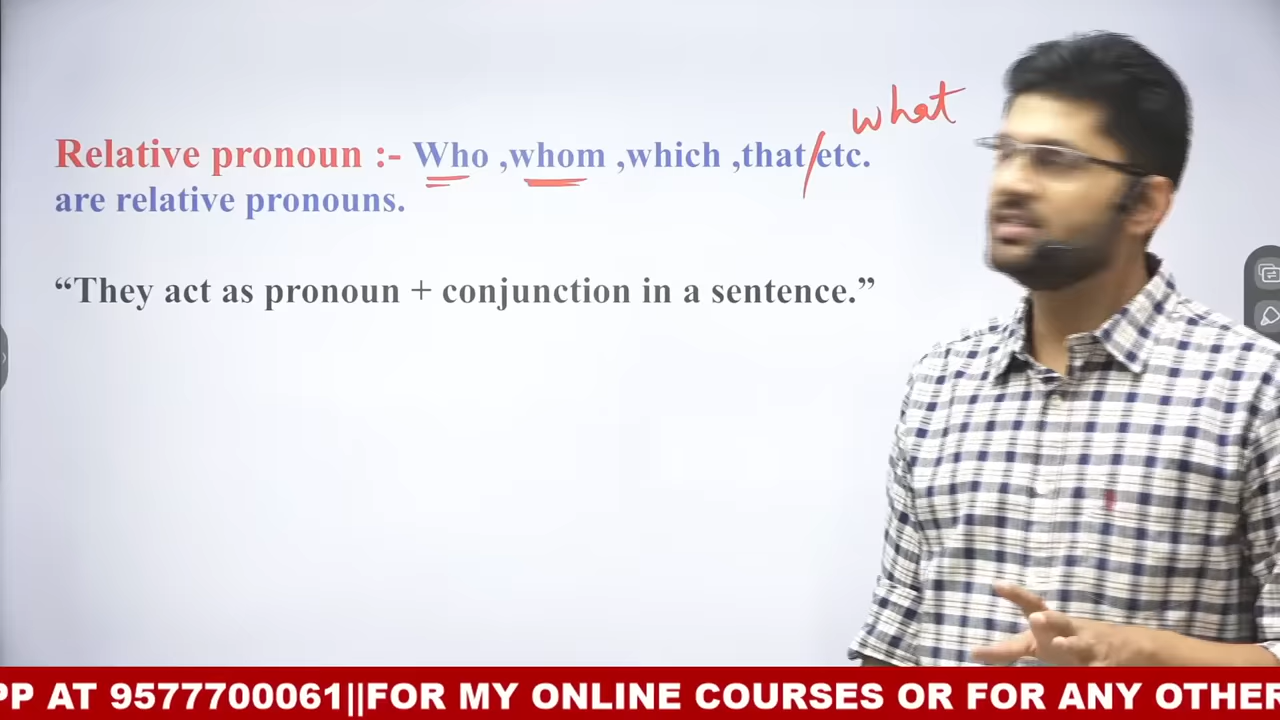 what
Relative pronoun :- Who ,whom ,which ,that/etc.
are relative pronouns.
“They act as pronoun + conjunction in a sentence.”
PP AT 9577700061||FOR MY ONLINE COURSES OR FOR ANY OTHER